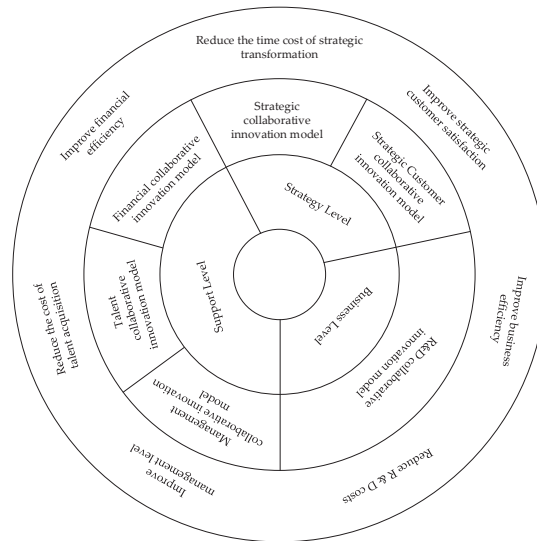 Reduce the time cost of strategic
transformation
Improve strategic
customer satisfaction
Improve business
efficiency
Reduce R & D costs
Improve
management level
Reduce the cost of
talent acquisition
Improve financial
efficiency
Strategic
collaborative
innovation model
Strategic Customer
collaborative
innovation model
R&D collaborative
innovation model
Management
collaborative innovation
model
Talent
collaborative
innovation model
Financial collaborative
innovation model
Strategy Level
Business Level
Support Level